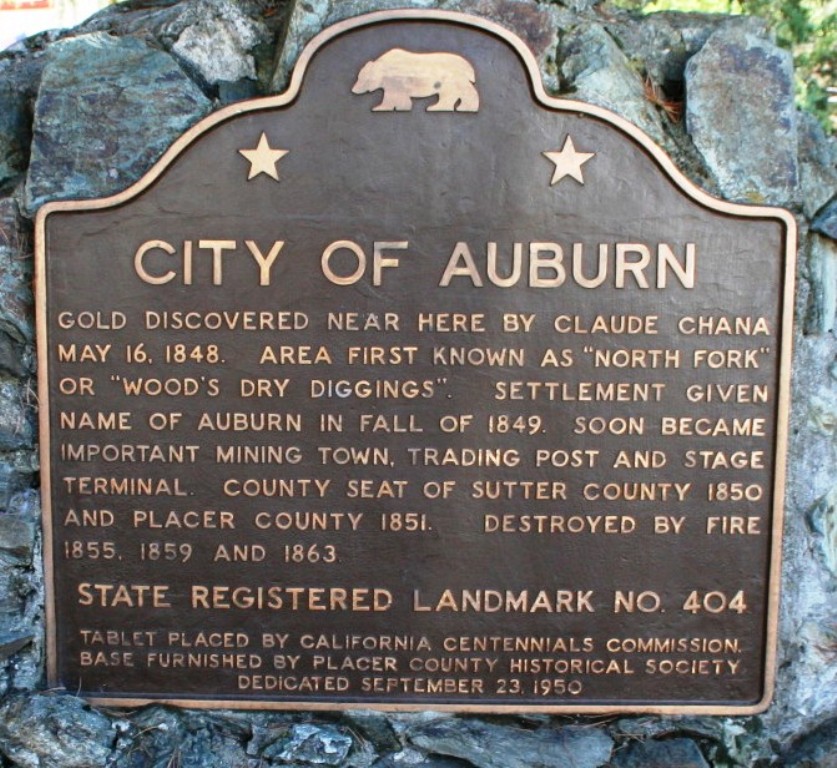 CITY OF AUBURN
GOLD DISCOVERED NEAR HERE BY CLAUDE CHANA
MAY 16, 1848. AREA FIRST KNOWN AS "NORTH FORK"
OR "WOOD'S DRY DIGGINGS". SETTLEMENT GIVEN
NAME OF AUBURN IN FALL OF 1849. SOON BECAME
IMPORTANT MINING TOWN, TRADING POST AND STAGE
TERMINAL. COUNTY SEAT OF SUTTER COUNTY 1850
AND PLACER COUNTY 1851. DESTROYED BY FIRE
1855, 1859 AND 1863.
STATE REGISTERED LANDMARK NO. 404
TABLET PLACED BY CALIFORNIA CENTENNIALS COMMISSION.
BASE FURNISHED BY PLACER COUNTY HISTORICAL SOCIETY
DEDICATED SEPTEMBER 23, 1950